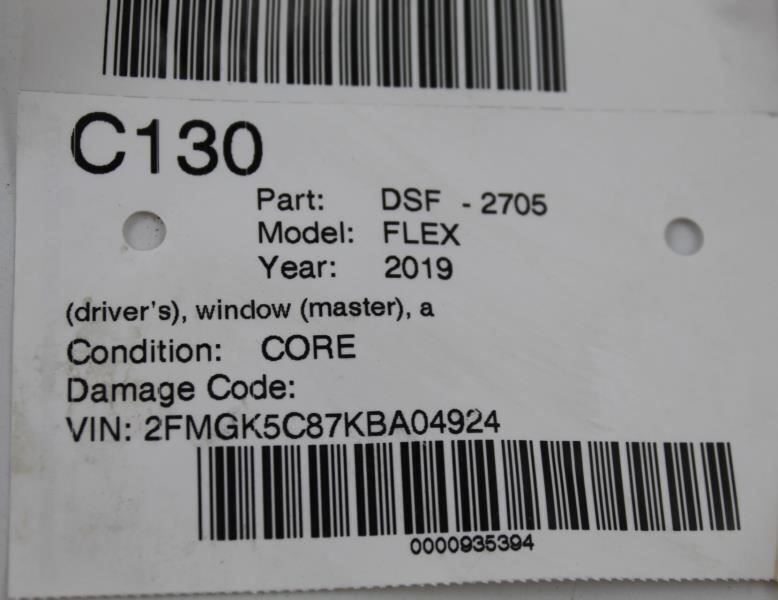 C130
Part: DSF - 2705
Model: FLEX
Year: 2019
(driver's), window (master), a
Condition: CORE
Damage Code:
VIN: 2FMGK5C87KBA04924
0000935394